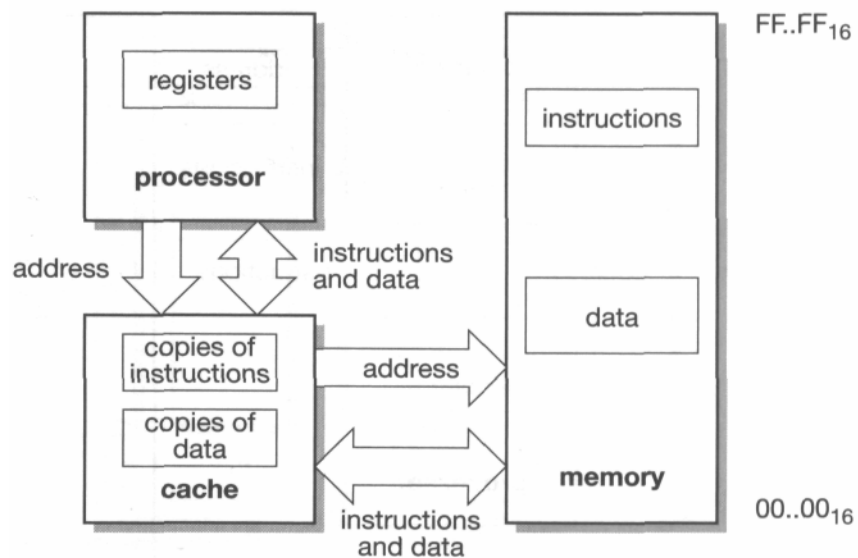 registers
processor
address
instructions
and data
copies of
instructions
copies of
data
cache
address
instructions
and data
FF..FF16
instructions
data
memory
00..0016